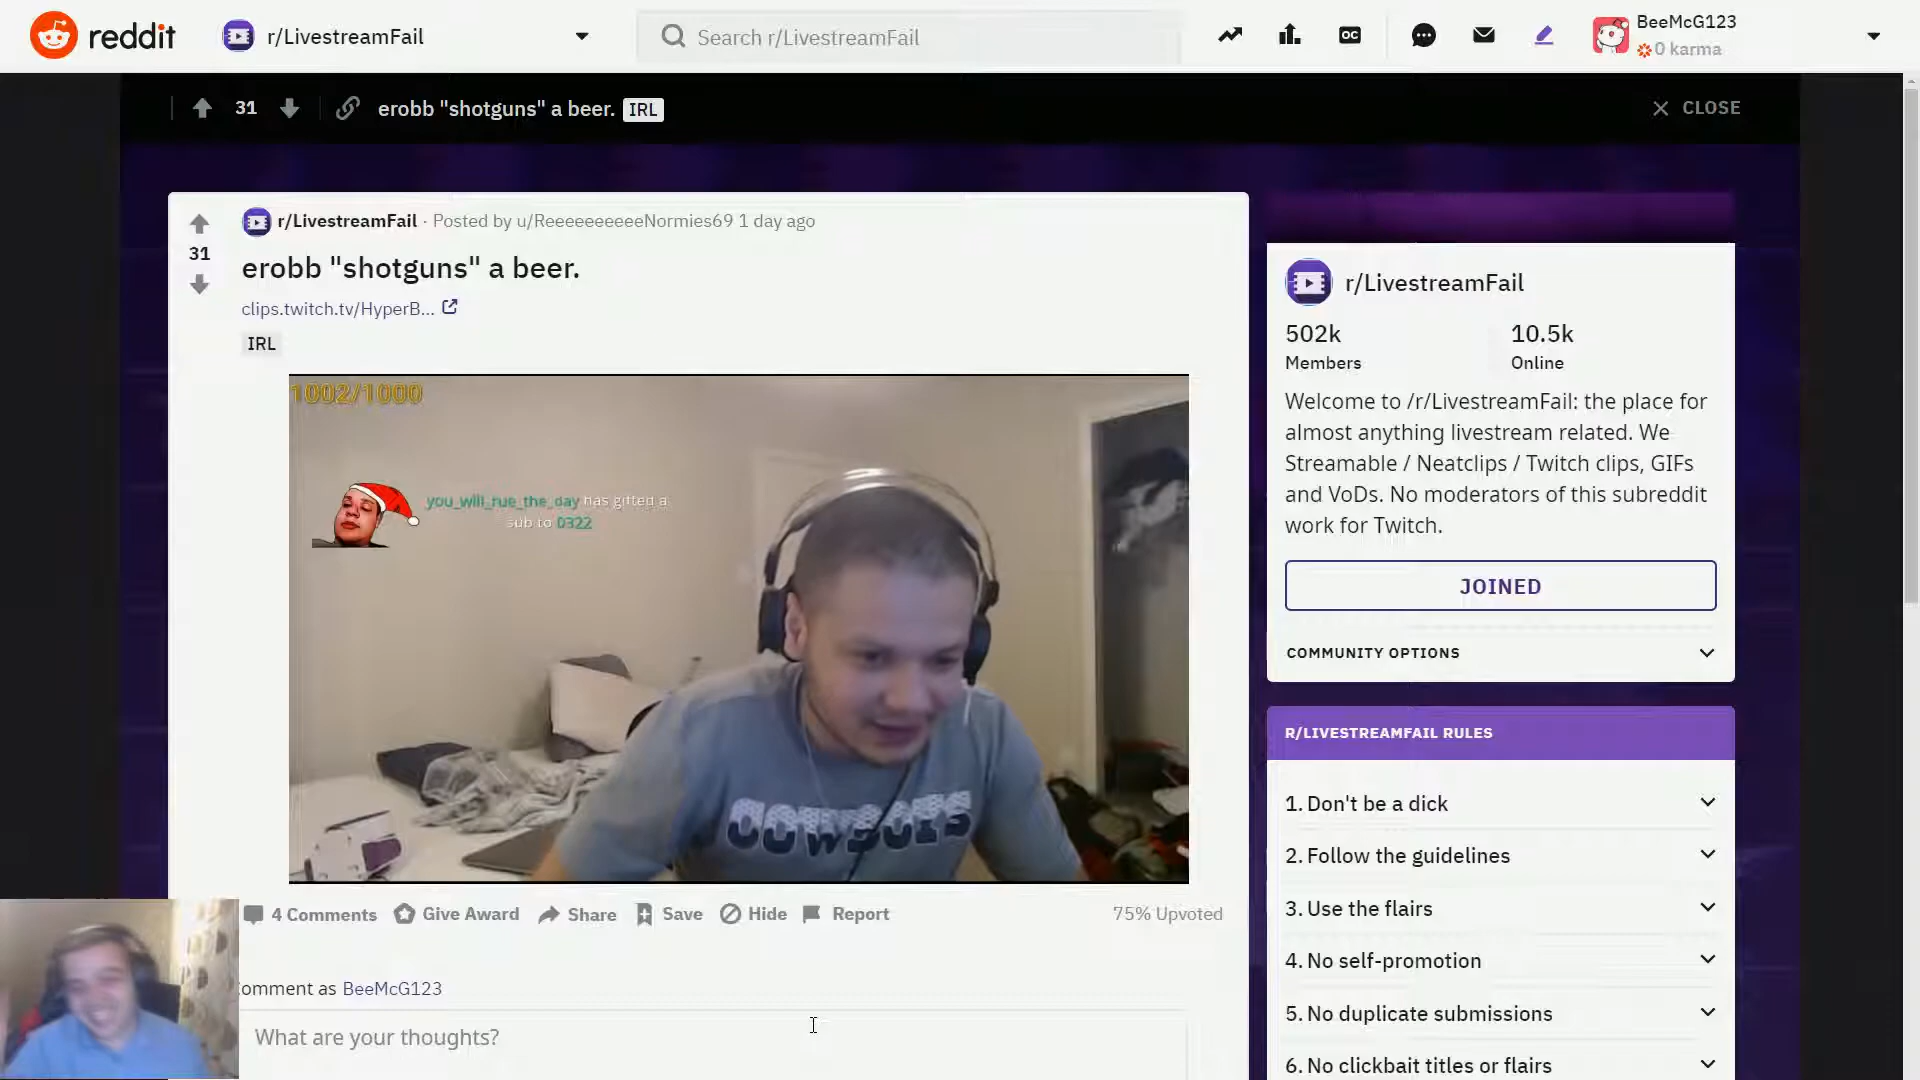 reddit
r/LivestreamFail
Search r/LivestreamFail
OC
BeeMcG123
0 karma
31
erobb "shotguns" a beer. IRL
CLOSE
r/LivestreamFail · Posted by u/ReeeeeeeeeeNormies69 1 day ago
31
erobb "shotguns" a beer.
clips.twitch.tv/HyperB...
IRL
1002/1000
you_will_rue_the_day has gifted a
sub to 0322
COWBOYS
4 Comments
Give Award
Share
Save
Hide
Report
75% Upvoted
omment as BeeMcG123
What are your thoughts?
r/LivestreamFail
502k
Members
10.5k
Online
Welcome to /r/LivestreamFail: the place for
almost anything livestream related. We
Streamable / Neatclips / Twitch clips, GIFs
and VoDs. No moderators of this subreddit
work for Twitch.
JOINED
COMMUNITY OPTIONS
R/LIVESTREAMFAIL RULES
1. Don't be a dick
2. Follow the guidelines
3. Use the flairs
4. No self-promotion
5. No duplicate submissions
6. No clickbait titles or flairs